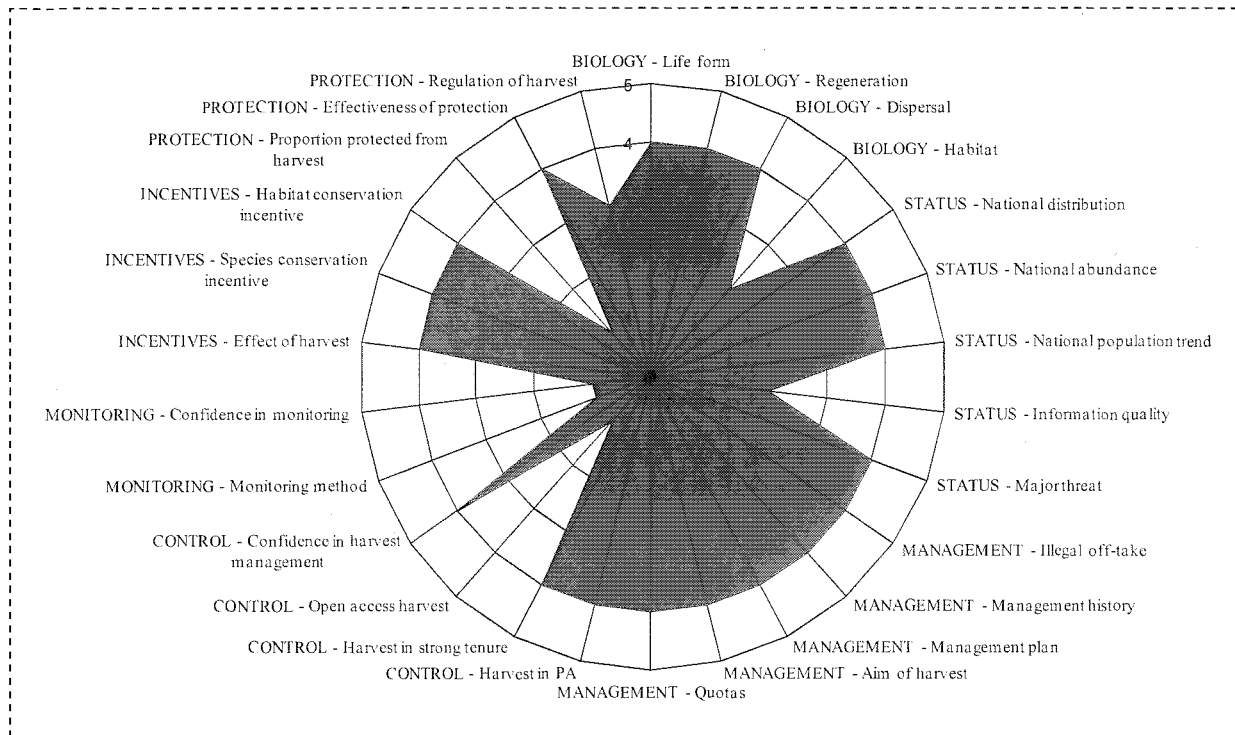 BIOLOGY - Life form
PROTECTION - Regulation of harvest
BIOLOGY - Regeneration
5
PROTECTION - Effectiveness of protection
BIOLOGY - Dispersal
PROTECTION - Proportion protected from
harvest
4
BIOLOGY - Habitat
INCENTIVES - Habitat conservation
incentive
STATUS - National distribution
INCENTIVES - Species conservation
incentive
STATUS - National abundance
INCENTIVES - Effect of harvest
STATUS - National population trend
MONITORING - Confidence in monitoring
STATUS - Information quality
MONITORING - Monitoring method
STATUS - Major threat
CONTROL - Confidence in harvest
management
MANAGEMENT - Illegal off-take
CONTROL - Open access harvest
MANAGEMENT - Management history
CONTROL - Harvest in strong tenure
MANAGEMENT - Management plan
CONTROL - Harvest in PA
MANAGEMENT - Aim of harvest
MANAGEMENT - Quotas